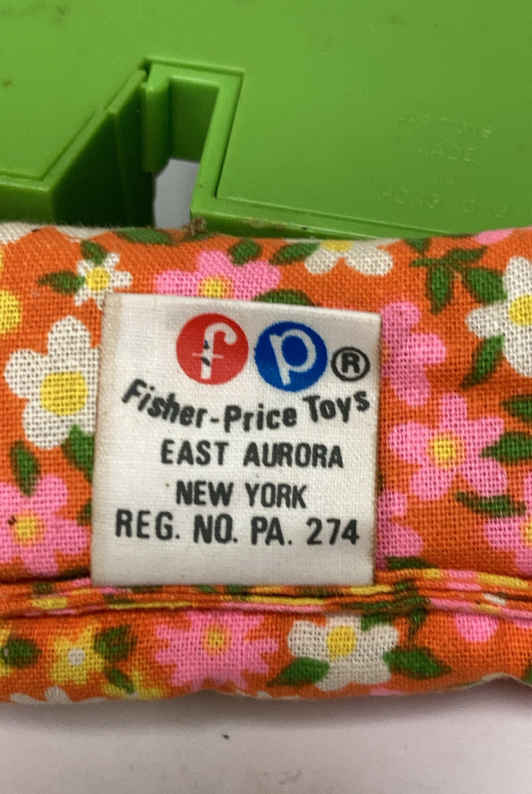 fp®
Fisher-Price Toys
EAST AURORA
NEW YORK
REG. NO. PA. 274